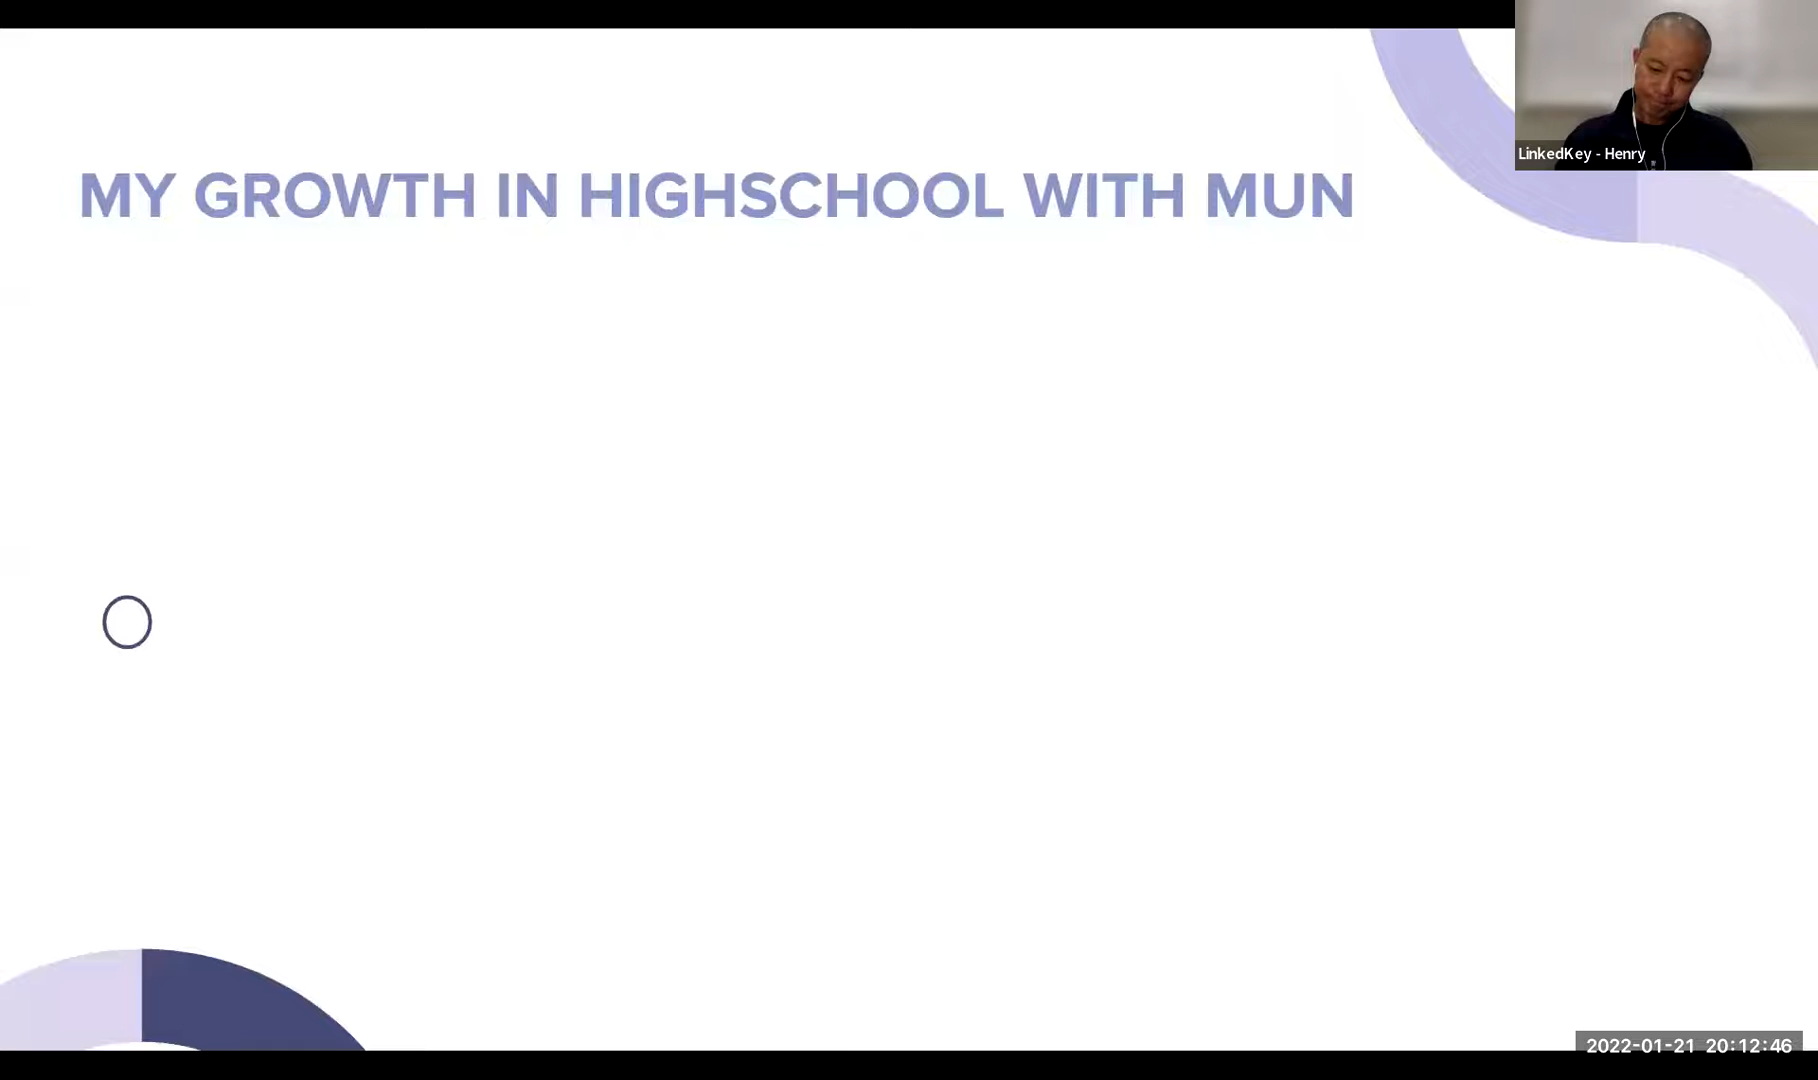 LinkedKey - Henry
MY GROWTH IN HIGHSCHOOL WITH MUN
2022-01-21 20:12:46